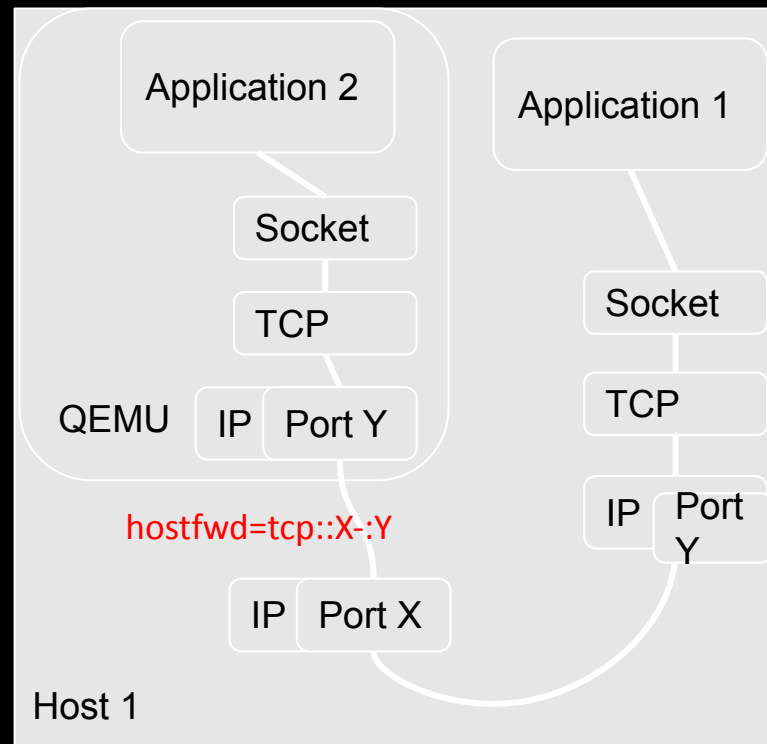 Application 2
Socket
TCP
QEMU
IP
Port Y
hostfwd=tcp::X-:Y
IP
Port X
Host 1
Application 1
Socket
TCP
IP
Port
Y